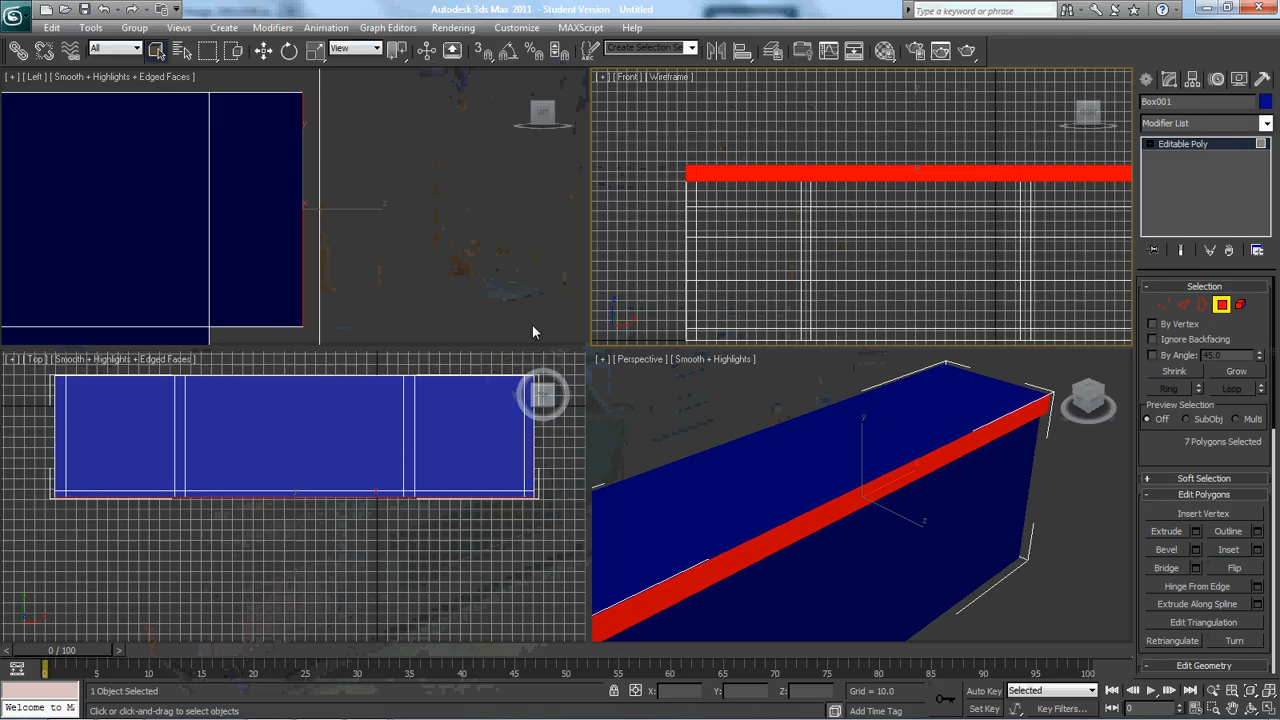 Autodesk 3ds Max 2011 - Student Version Untitled
Type a keyword or phrase
Edit Tools Group Views Create Modifiers Animation Graph Editors Rendering Customize MAXScript Help
All View Create Selection Se
[ + ] [ Left ] [ Smooth + Highlights + Edged Faces ]
[ + ] [ Front ] [ Wireframe ]
LEFT
FRONT
y
x
z
Box001
Modifier List
Editable Poly
Selection
By Vertex
Ignore Backfacing
By Angle: 45.0
Shrink Grow
Ring Loop
Preview Selection
Off SubObj Multi
7 Polygons Selected
Soft Selection
Edit Polygons
Insert Vertex
Extrude Outline
Bevel Inset
Bridge Flip
Hinge From Edge
Extrude Along Spline
Edit Triangulation
Retriangulate Turn
Edit Geometry
[ + ] [ Top ] [ Smooth + Highlights + Edged Faces ]
[ + ] [ Perspective ] [ Smooth + Highlights ]
y
x
z
0 / 100
0 5 10 15 20 25 30 35 40 45 50 55 60 65 70 75 80 85 90 95 100
1 Object Selected X: Y: Z: Grid = 10.0 Auto Key Selected
Welcome to M
Click or click-and-drag to select objects Add Time Tag Set Key Key Filters... 0